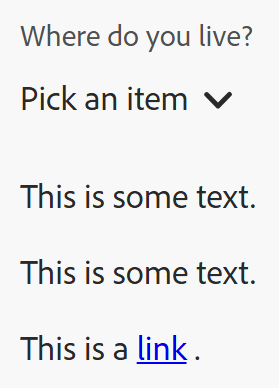 Where do you live?
Pick an item
This is some text.
This is some text.
This is a link .